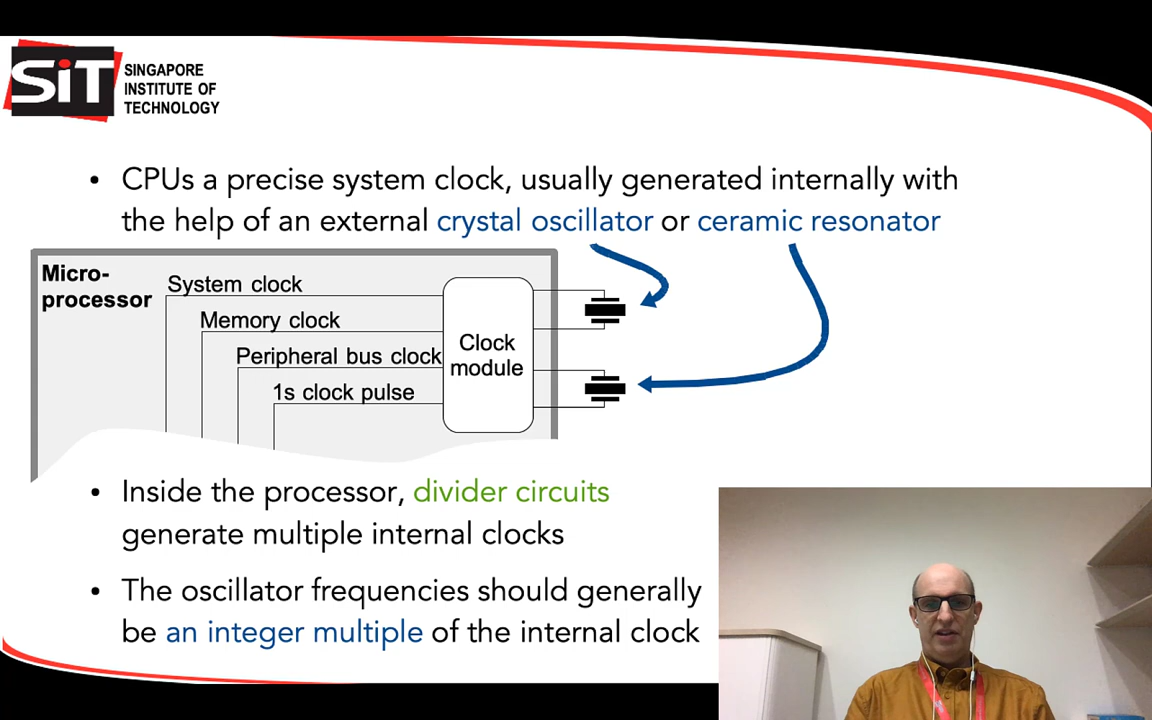 SiT
SINGAPORE
INSTITUTE OF
TECHNOLOGY
• CPUs a precise system clock, usually generated internally with
the help of an external crystal oscillator or ceramic resonator
Micro-
processor
System clock
Memory clock
Peripheral bus clock
1s clock pulse
Clock
module
• Inside the processor, divider circuits
generate multiple internal clocks
• The oscillator frequencies should generally
be an integer multiple of the internal clock